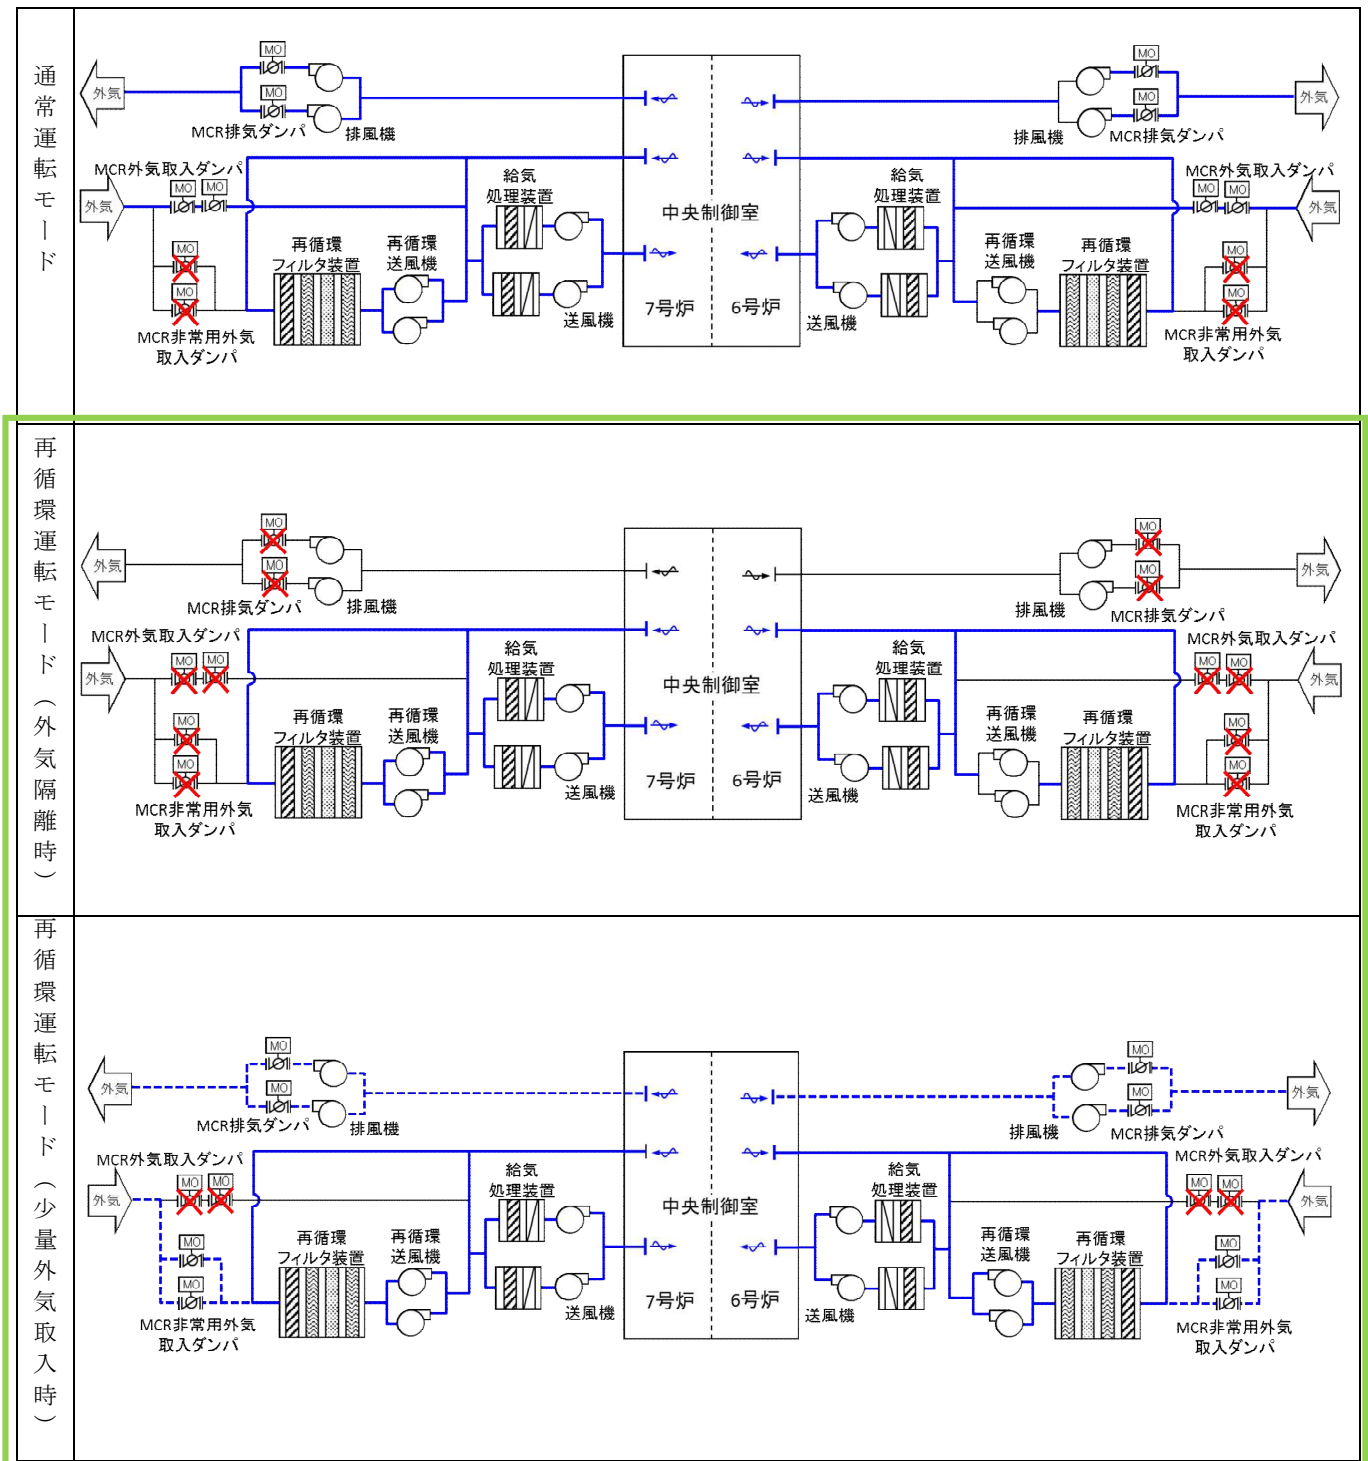 通常運転モード
外気
MO
MO
MCR排気ダンパ
排風機
MCR外気取入ダンパ
外気
MO
MO
MO
MO
MCR非常用外気
取入ダンパ
再循環
フィルタ装置
再循環
送風機
給気
処理装置
送風機
中央制御室
7号炉
6号炉
MO
MO
外気
排風機
MCR排気ダンパ
MCR外気取入ダンパ
MO
MO
外気
給気
処理装置
再循環
送風機
再循環
フィルタ装置
MO
MO
送風機
MCR非常用外気
取入ダンパ
再循環運転モード（外気隔離時）
外気
MO
MO
MCR排気ダンパ
排風機
MCR外気取入ダンパ
外気
MO
MO
MO
MO
MCR非常用外気
取入ダンパ
再循環
フィルタ装置
再循環
送風機
給気
処理装置
送風機
中央制御室
7号炉
6号炉
MO
MO
外気
排風機
MCR排気ダンパ
MCR外気取入ダンパ
MO
MO
外気
給気
処理装置
再循環
送風機
再循環
フィルタ装置
MO
MO
送風機
MCR非常用外気
取入ダンパ
再循環運転モード（少量外気取入時）
外気
MO
MO
MCR排気ダンパ
排風機
MCR外気取入ダンパ
外気
MO
MO
MO
MO
MCR非常用外気
取入ダンパ
再循環
フィルタ装置
再循環
送風機
給気
処理装置
送風機
中央制御室
7号炉
6号炉
MO
MO
外気
排風機
MCR排気ダンパ
MCR外気取入ダンパ
MO
MO
外気
給気
処理装置
再循環
送風機
再循環
フィルタ装置
MO
MO
送風機
MCR非常用外気
取入ダンパ